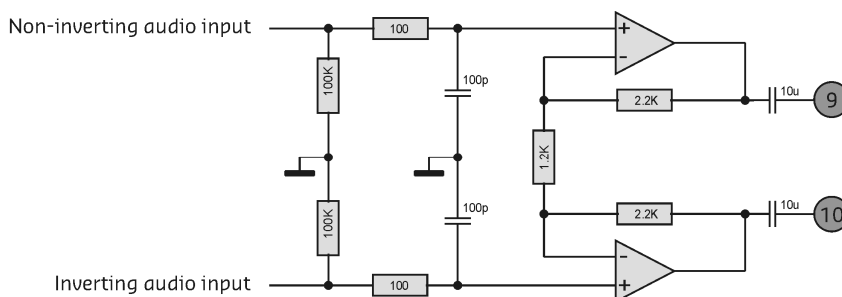 Non-inverting audio input
100
+
-
100K
100p
2.2K
10u
9
1.2K
100K
100p
2.2K
10u
10
-
Inverting audio input
100
+